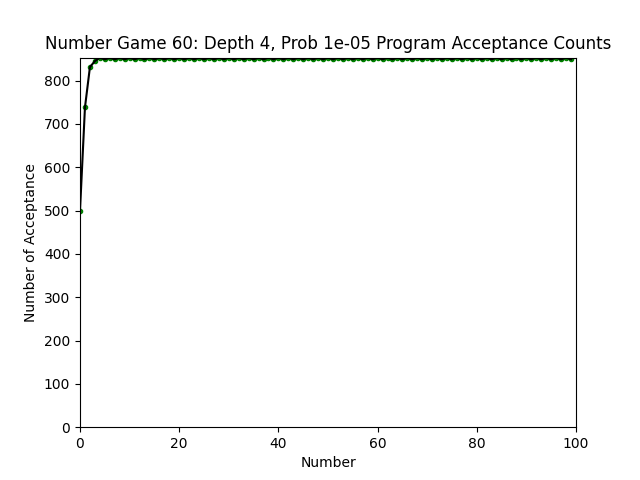 Number Game 60: Depth 4, Prob 1e-05 Program Acceptance Counts
800
700
600
500
400
300
200
100
0
Number of Acceptance
0 20 40 60 80 100
Number